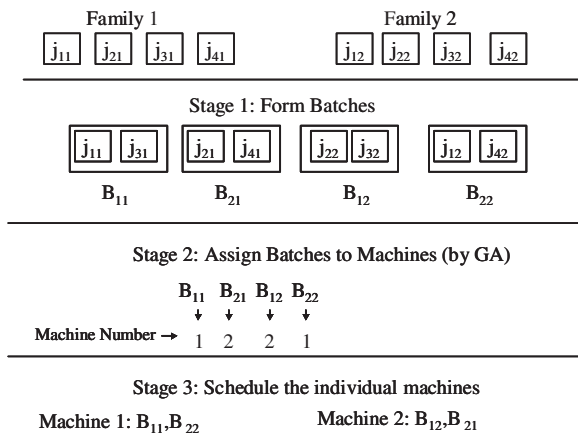 Family 1 Family 2
j11 j21 j31 j41 j12 j22 j32 j42
Stage 1: Form Batches
j11 j31 j21 j41 j22 j32 j12 j42
B11 B21 B12 B22
Stage 2: Assign Batches to Machines (by GA)
B11 B21 B12 B22
Machine Number → 1 2 2 1
Stage 3: Schedule the individual machines
Machine 1: B11,B22 Machine 2: B12,B21